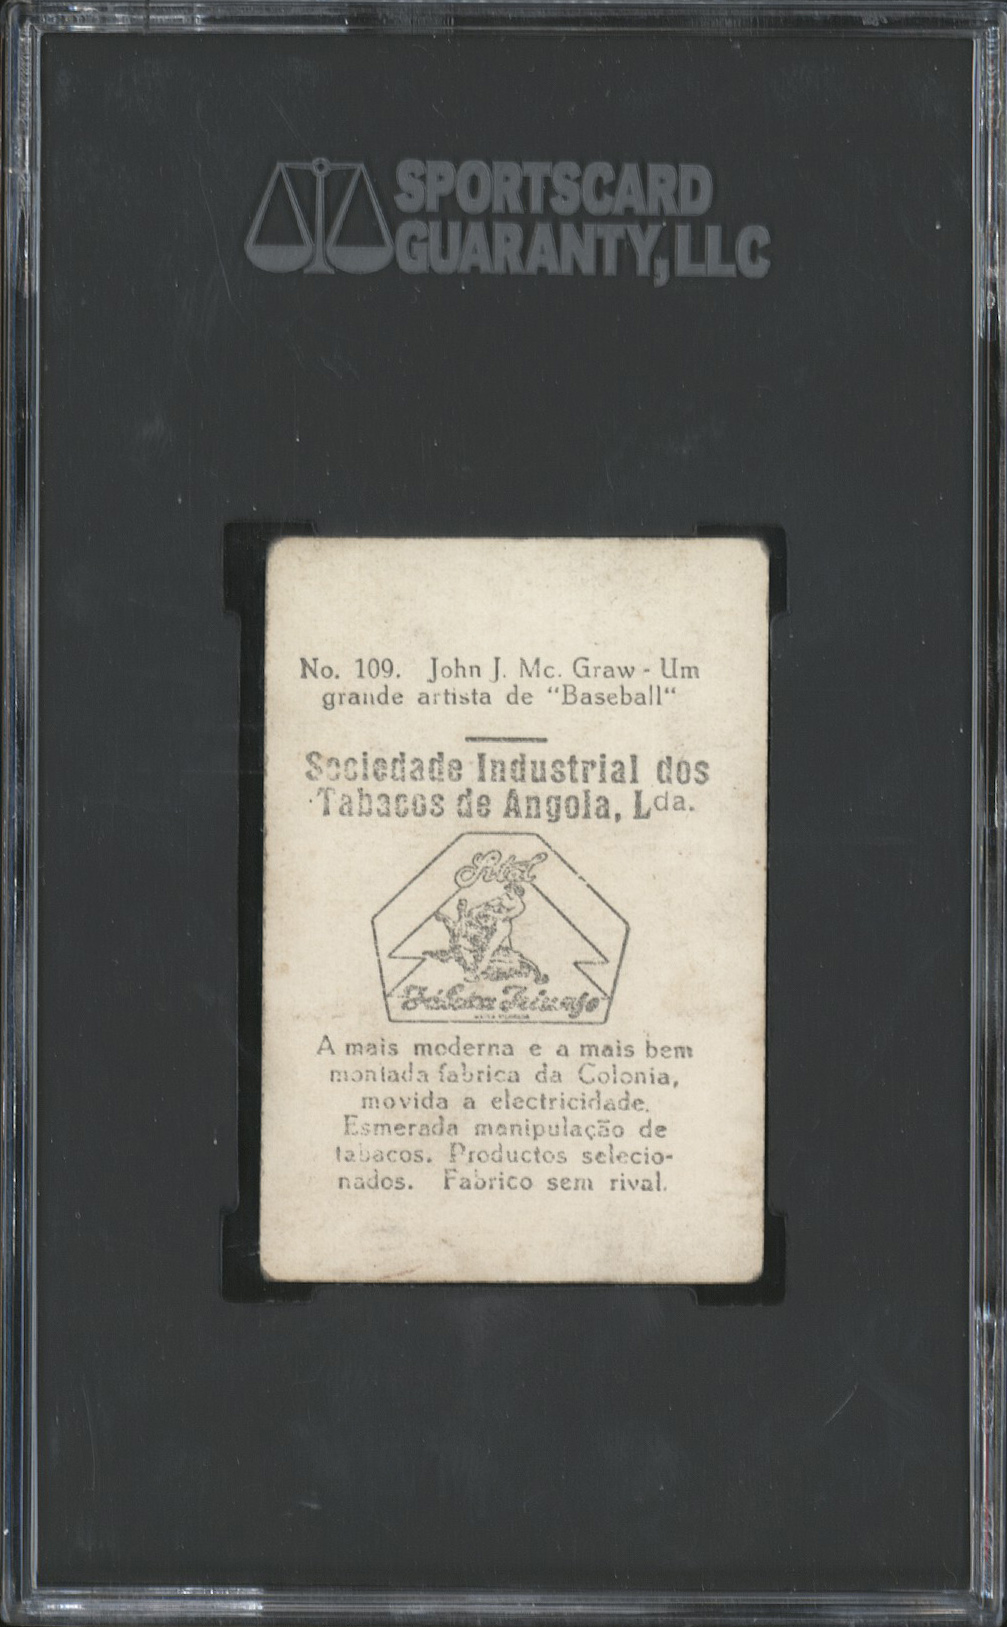 SPORTSCARD
GUARANTY, LLC
No. 109. John J. Mc. Graw - Um
grande artista de "Baseball"
Sociedade Industrial dos
Tabacos de Angola, Lda.
Sital
Triunfo
A mais moderna e a mais bem
montada fabrica da Colonia,
movida a electricidade.
Esmerada manipulação de
tabacos. Productos selecio-
nados. Fabrico sem rival.